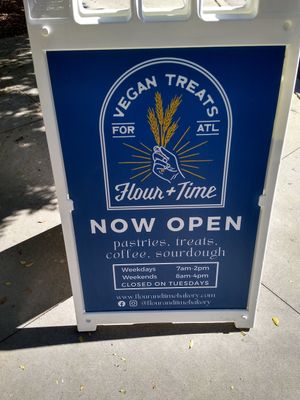 VEGAN TREATS
FOR ATL
Flour + Time
NOW OPEN
pastries, treats,
coffee, sourdough
Weekdays 7am-2pm
Weekends 8am-4pm
CLOSED ON TUESDAYS
www.flourandtimebakery.com
@flourandtimebakery